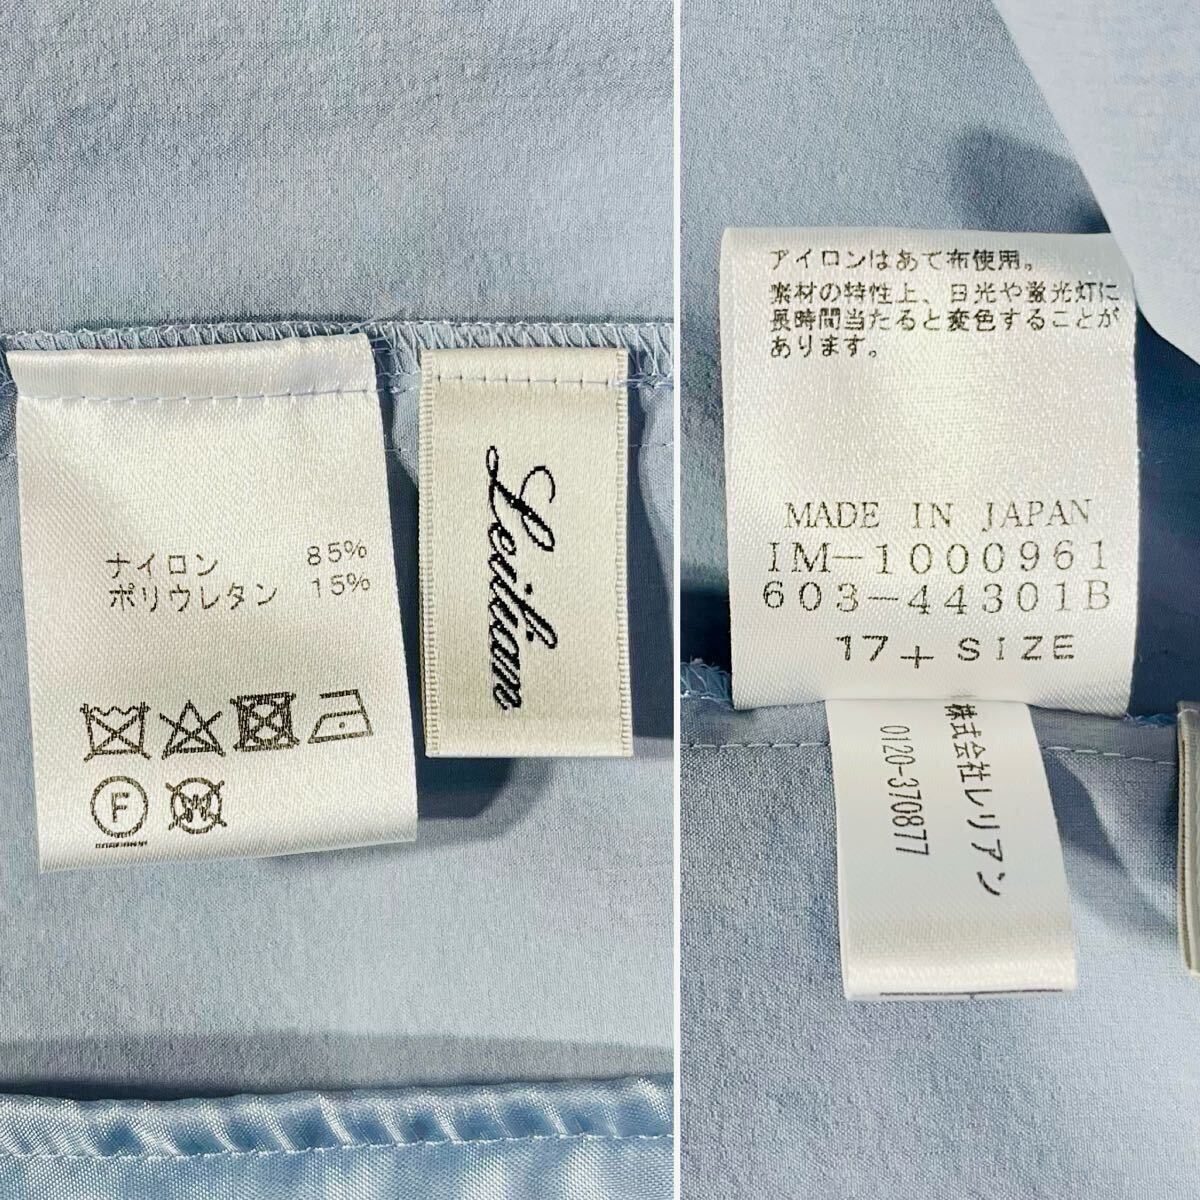 ナイロン 85%
ポリウレタン 15%
F
W
Leilian
アイロンはあて布使用。
素材の特性上、日光や蛍光灯に
長時間当たると変色することが
あります。
MADE IN JAPAN
IM-1000961
603-44301B
17+ SIZE
株式会社レリアン
0120-370877